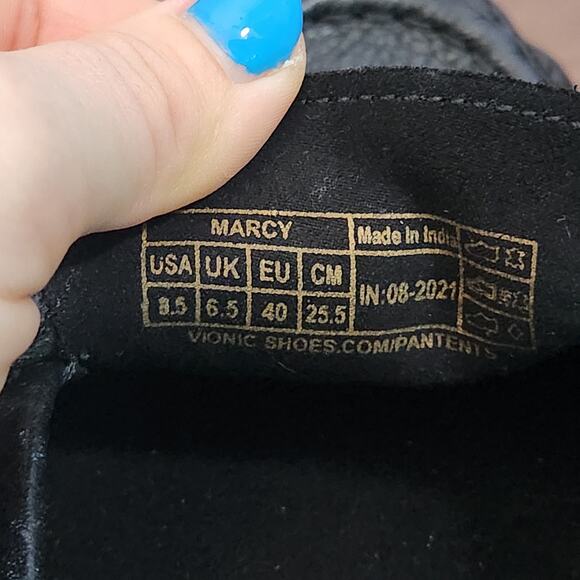 MARCY Made In India
USA UK EU CM IN:08-2021
8.5 6.5 40 25.5
VIONIC SHOES.COM/PANTENTS